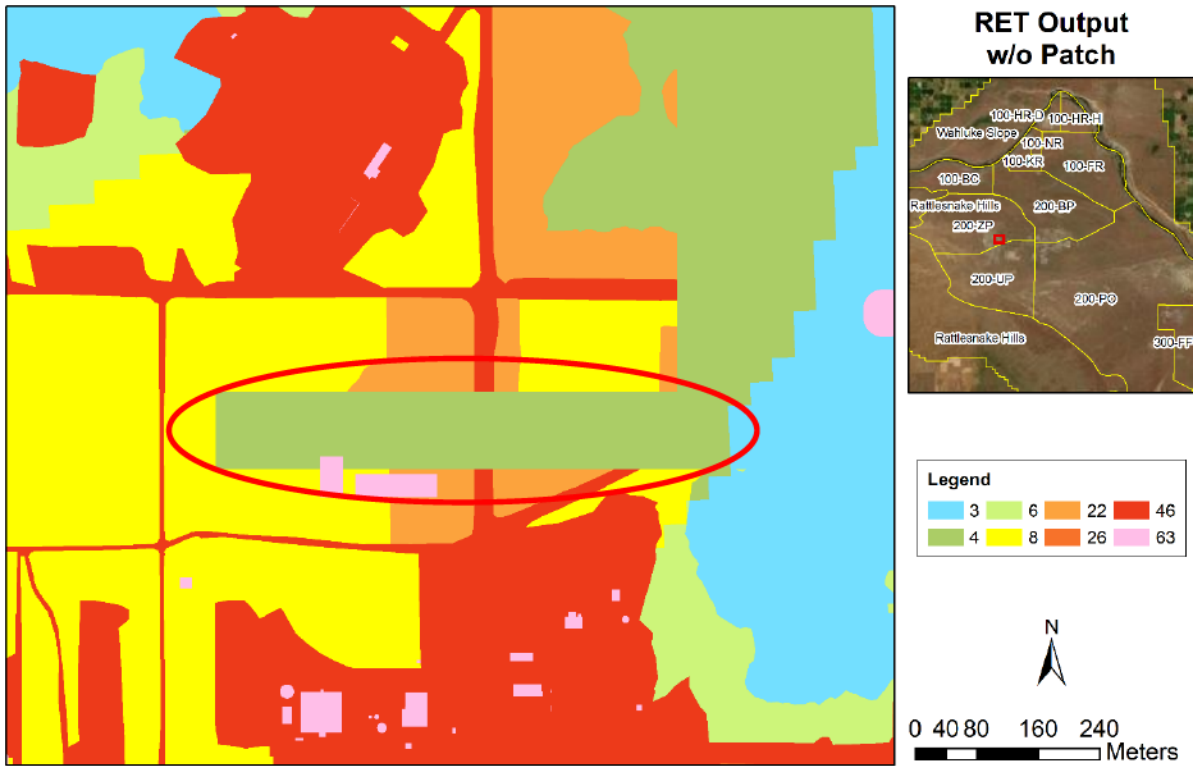 RET Output
w/o Patch
100-HR-D
100-HR-H
Wahluke Slope
100-NR
100-KR
100-FR
100-BC
Rattlesnake Hills
200-BP
200-ZP
200-UP
200-PO
Rattlesnake Hills
300-FF
Legend
3 6 22 46
4 8 26 63
N
0 40 80 160 240
Meters